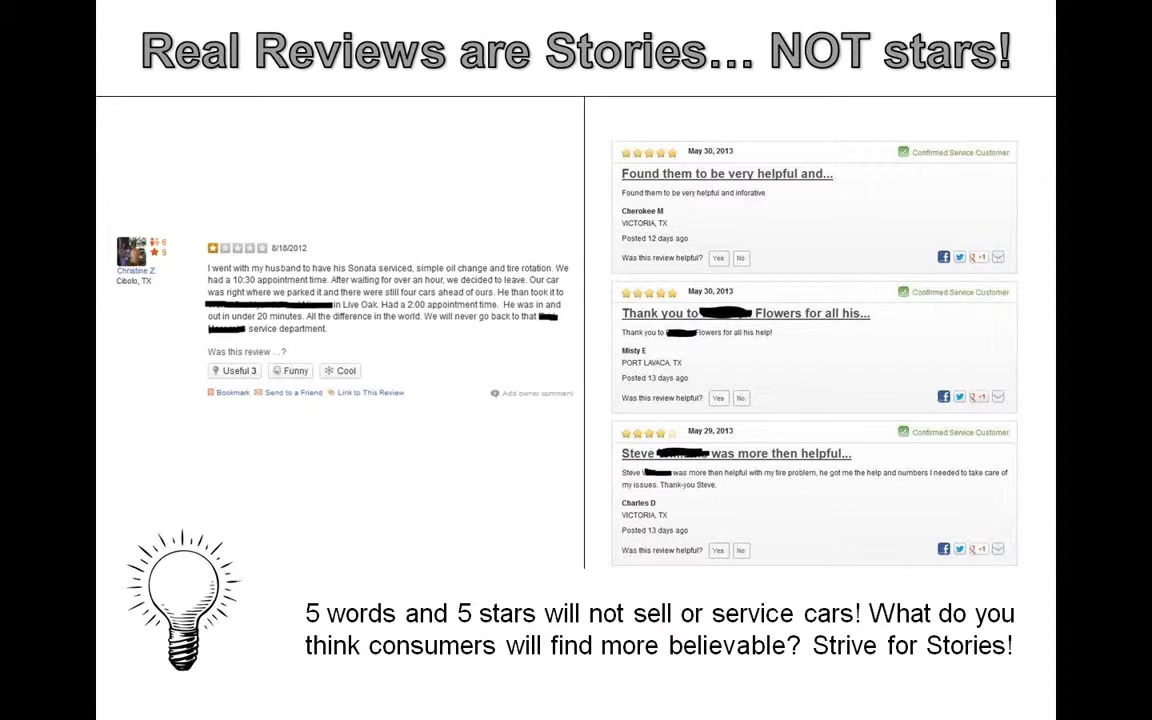 Real Reviews are Stories... NOT stars!
6
9
Christine Z.
Cibolo, TX
8/18/2012
I went with my husband to have his Sonata serviced, simple oil change and tire rotation. We
had a 10:30 appointment time. After waiting for over an hour, we decided to leave. Our car
was right where we parked it and there were still four cars ahead of ours. He than took it to
in Live Oak. Had a 2:00 appointment time. He was in and
out in under 20 minutes. All the difference in the world. We will never go back to that
service department.
Was this review ...?
Useful 3 Funny Cool
Bookmark Send to a Friend Link to This Review Add owner comment
May 30, 2013 Confirmed Service Customer
Found them to be very helpful and...
Found them to be very helpful and inforative
Cherokee M
VICTORIA, TX
Posted 12 days ago
Was this review helpful? Yes No +1
May 30, 2013 Confirmed Service Customer
Thank you to Flowers for all his...
Thank you to Flowers for all his help!
Misty E
PORT LAVACA, TX
Posted 13 days ago
Was this review helpful? Yes No +1
May 29, 2013 Confirmed Service Customer
Steve was more then helpful...
Steve was more then helpful with my tire problem, he got me the help and numbers I needed to take care of
my issues. Thank-you Steve.
Charles D
VICTORIA, TX
Posted 13 days ago
Was this review helpful? Yes No +1
5 words and 5 stars will not sell or service cars! What do you
think consumers will find more believable? Strive for Stories!